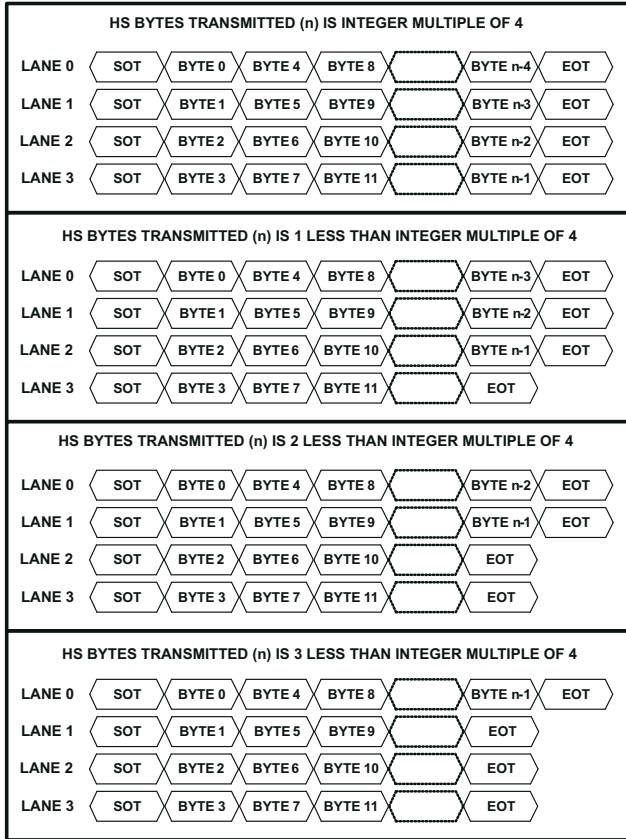 HS BYTES TRANSMITTED (n) IS INTEGER MULTIPLE OF 4
LANE 0 SOT BYTE 0 BYTE 4 BYTE 8 BYTE n-4 EOT
LANE 1 SOT BYTE 1 BYTE 5 BYTE 9 BYTE n-3 EOT
LANE 2 SOT BYTE 2 BYTE 6 BYTE 10 BYTE n-2 EOT
LANE 3 SOT BYTE 3 BYTE 7 BYTE 11 BYTE n-1 EOT
HS BYTES TRANSMITTED (n) IS 1 LESS THAN INTEGER MULTIPLE OF 4
LANE 0 SOT BYTE 0 BYTE 4 BYTE 8 BYTE n-3 EOT
LANE 1 SOT BYTE 1 BYTE 5 BYTE 9 BYTE n-2 EOT
LANE 2 SOT BYTE 2 BYTE 6 BYTE 10 BYTE n-1 EOT
LANE 3 SOT BYTE 3 BYTE 7 BYTE 11 EOT
HS BYTES TRANSMITTED (n) IS 2 LESS THAN INTEGER MULTIPLE OF 4
LANE 0 SOT BYTE 0 BYTE 4 BYTE 8 BYTE n-2 EOT
LANE 1 SOT BYTE 1 BYTE 5 BYTE 9 BYTE n-1 EOT
LANE 2 SOT BYTE 2 BYTE 6 BYTE 10 EOT
LANE 3 SOT BYTE 3 BYTE 7 BYTE 11 EOT
HS BYTES TRANSMITTED (n) IS 3 LESS THAN INTEGER MULTIPLE OF 4
LANE 0 SOT BYTE 0 BYTE 4 BYTE 8 BYTE n-1 EOT
LANE 1 SOT BYTE 1 BYTE 5 BYTE 9 EOT
LANE 2 SOT BYTE 2 BYTE 6 BYTE 10 EOT
LANE 3 SOT BYTE 3 BYTE 7 BYTE 11 EOT